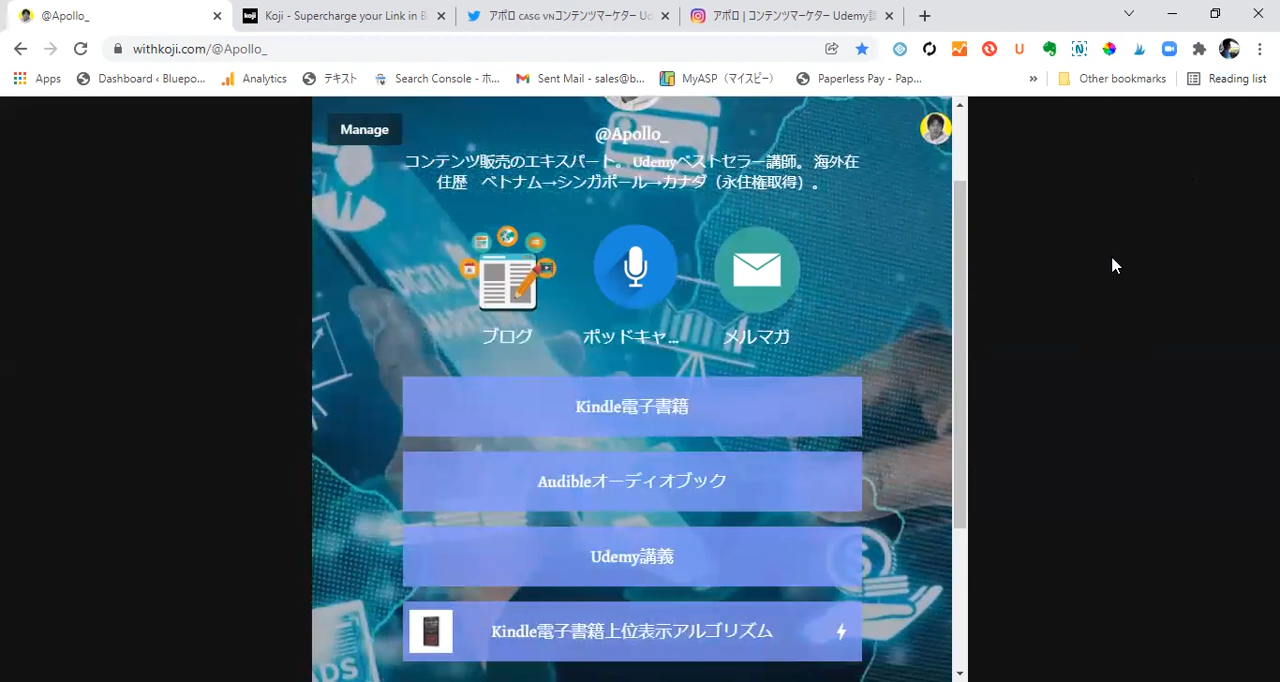 @Apollo_
Koji - Supercharge your Link in B
アポロ CASG VNコンテンツマーケター Ud
アポロ | コンテンツマーケター Udemy講
withkoji.com/@Apollo_
Apps
Dashboard ‹ Bluepo...
Analytics
テキスト
Search Console - ホ...
Sent Mail - sales@b...
MyASP（マイスピー）
Paperless Pay - Pap...
»
Other bookmarks
Reading list
Manage
@Apollo_
コンテンツ販売のエキスパート。Udemyベストセラー講師。海外在
住歴　ベトナム→シンガポール→カナダ（永住権取得）。
ブログ
ポッドキャ...
メルマガ
Kindle電子書籍
Audibleオーディオブック
Udemy講義
Kindle電子書籍上位表示アルゴリズム